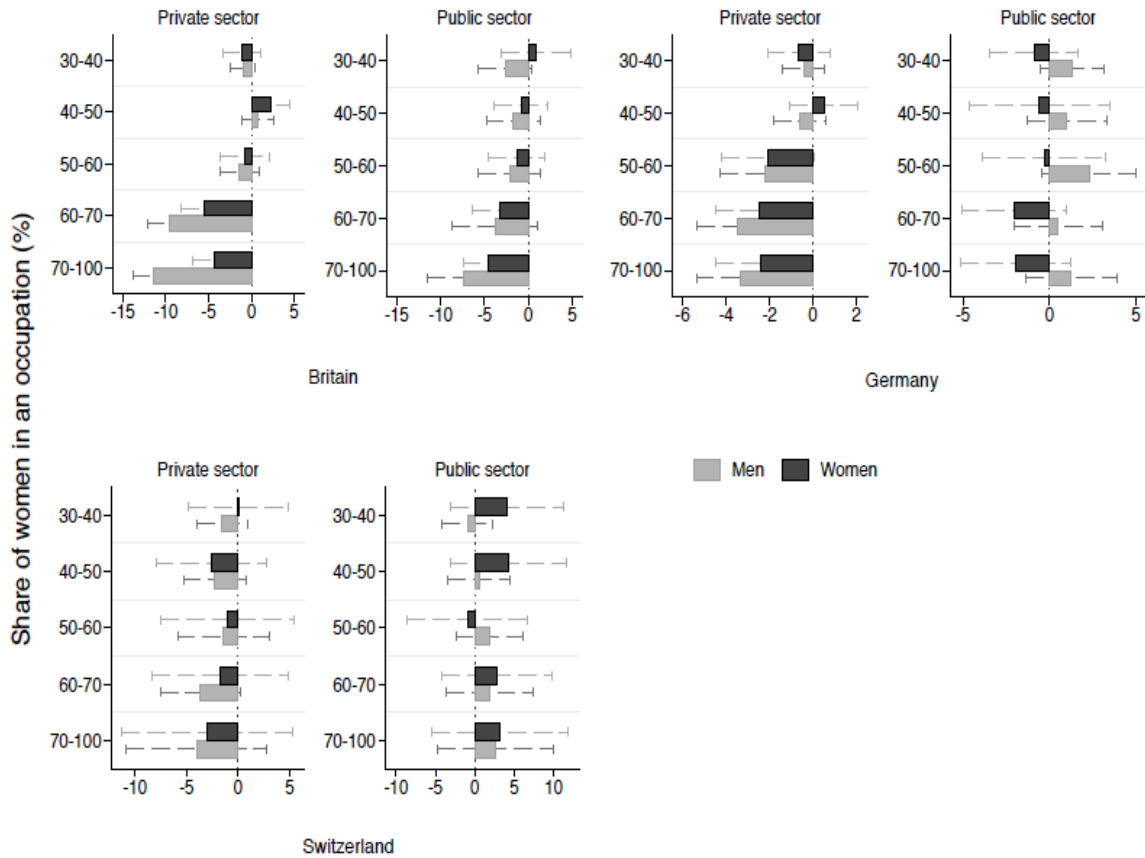 Private sector
Public sector
Private sector
Public sector
30-40
40-50
50-60
60-70
70-100
-15 -10 -5 0 5
30-40
40-50
50-60
60-70
70-100
-15 -10 -5 0 5
30-40
40-50
50-60
60-70
70-100
-6 -4 -2 0 2
30-40
40-50
50-60
60-70
70-100
-5 0 5
Britain
Germany
Share of women in an occupation (%)
Private sector
Public sector
Men
Women
30-40
40-50
50-60
60-70
70-100
-10 -5 0 5
30-40
40-50
50-60
60-70
70-100
-10 -5 0 5 10
Switzerland